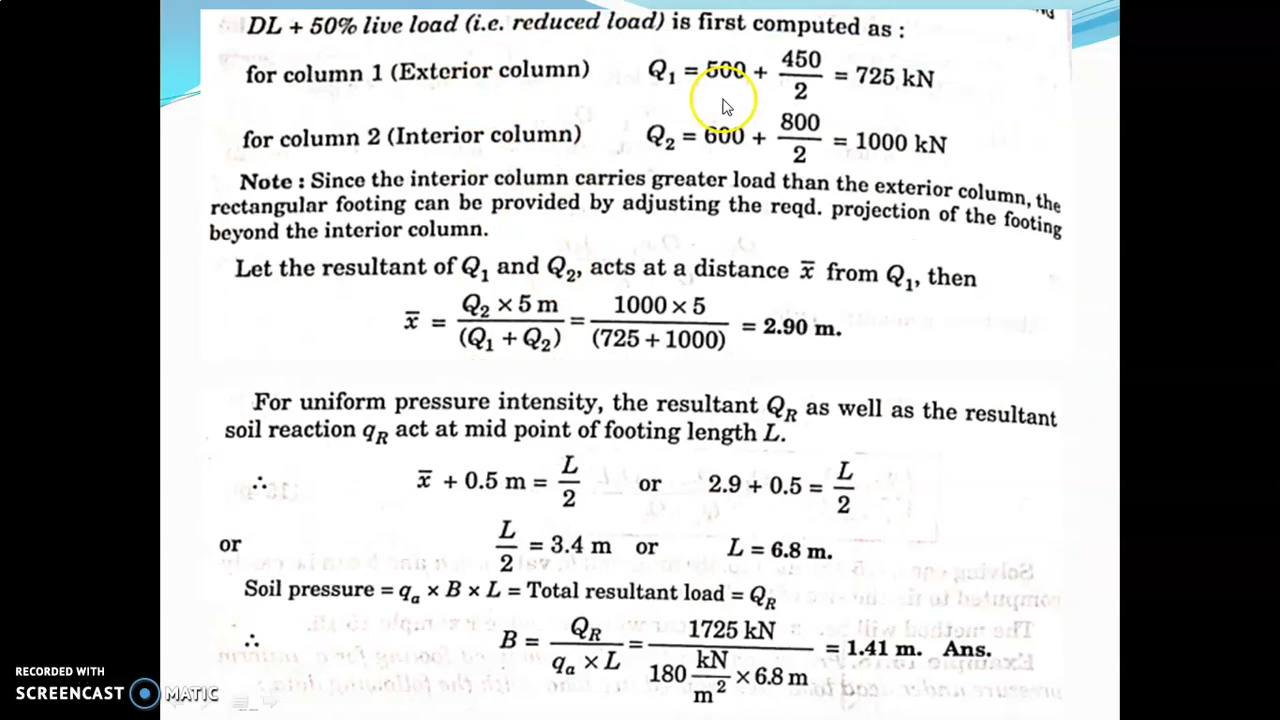 DL + 50% live load (i.e. reduced load) is first computed as :
for column 1 (Exterior column) Q₁ = 500 + 450/2 = 725 kN
for column 2 (Interior column) Q₂ = 600 + 800/2 = 1000 kN
Note : Since the interior column carries greater load than the exterior column, the
rectangular footing can be provided by adjusting the reqd. projection of the footing
beyond the interior column.
Let the resultant of Q₁ and Q₂, acts at a distance x̄ from Q₁, then
x̄ = (Q₂ × 5 m)/(Q₁ + Q₂) = (1000 × 5)/(725 + 1000) = 2.90 m.
For uniform pressure intensity, the resultant Q_R as well as the resultant
soil reaction q_R act at mid point of footing length L.
∴ x̄ + 0.5 m = L/2 or 2.9 + 0.5 = L/2
or L/2 = 3.4 m or L = 6.8 m.
Soil pressure = qₐ × B × L = Total resultant load = Q_R
∴ B = Q_R/(qₐ × L) = 1725 kN/(180 kN/m² × 6.8 m) = 1.41 m. Ans.
RECORDED WITH
SCREENCAST MATIC